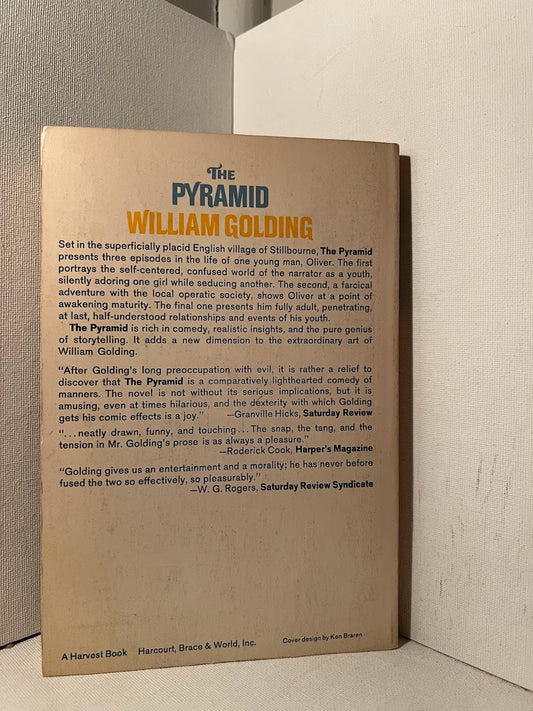 THE
PYRAMID
WILLIAM GOLDING
Set in the superficially placid English village of Stillbourne, The Pyramid
presents three episodes in the life of one young man, Oliver. The first
portrays the self-centered, confused world of the narrator as a youth,
silently adoring one girl while seducing another. The second, a farcical
adventure with the local operatic society, shows Oliver at a point of
awakening maturity. The final one presents him fully adult, penetrating,
at last, half-understood relationships and events of his youth.
The Pyramid is rich in comedy, realistic insights, and the pure genius
of storytelling. It adds a new dimension to the extraordinary art of
William Golding.
"After Golding's long preoccupation with evil, it is rather a relief to
discover that The Pyramid is a comparatively lighthearted comedy of
manners. The novel is not without its serious implications, but it is
amusing, even at times hilarious, and the dexterity with which Golding
gets his comic effects is a joy." —Granville Hicks, Saturday Review
"...neatly drawn, funny, and touching... The snap, the tang, and the
tension in Mr. Golding's prose is as always a pleasure."
—Roderick Cook, Harper's Magazine
"Golding gives us an entertainment and a morality; he has never before
fused the two so effectively, so pleasurably."
—W. G. Rogers, Saturday Review Syndicate
A Harvest Book Harcourt, Brace & World, Inc. Cover design by Ken Braren